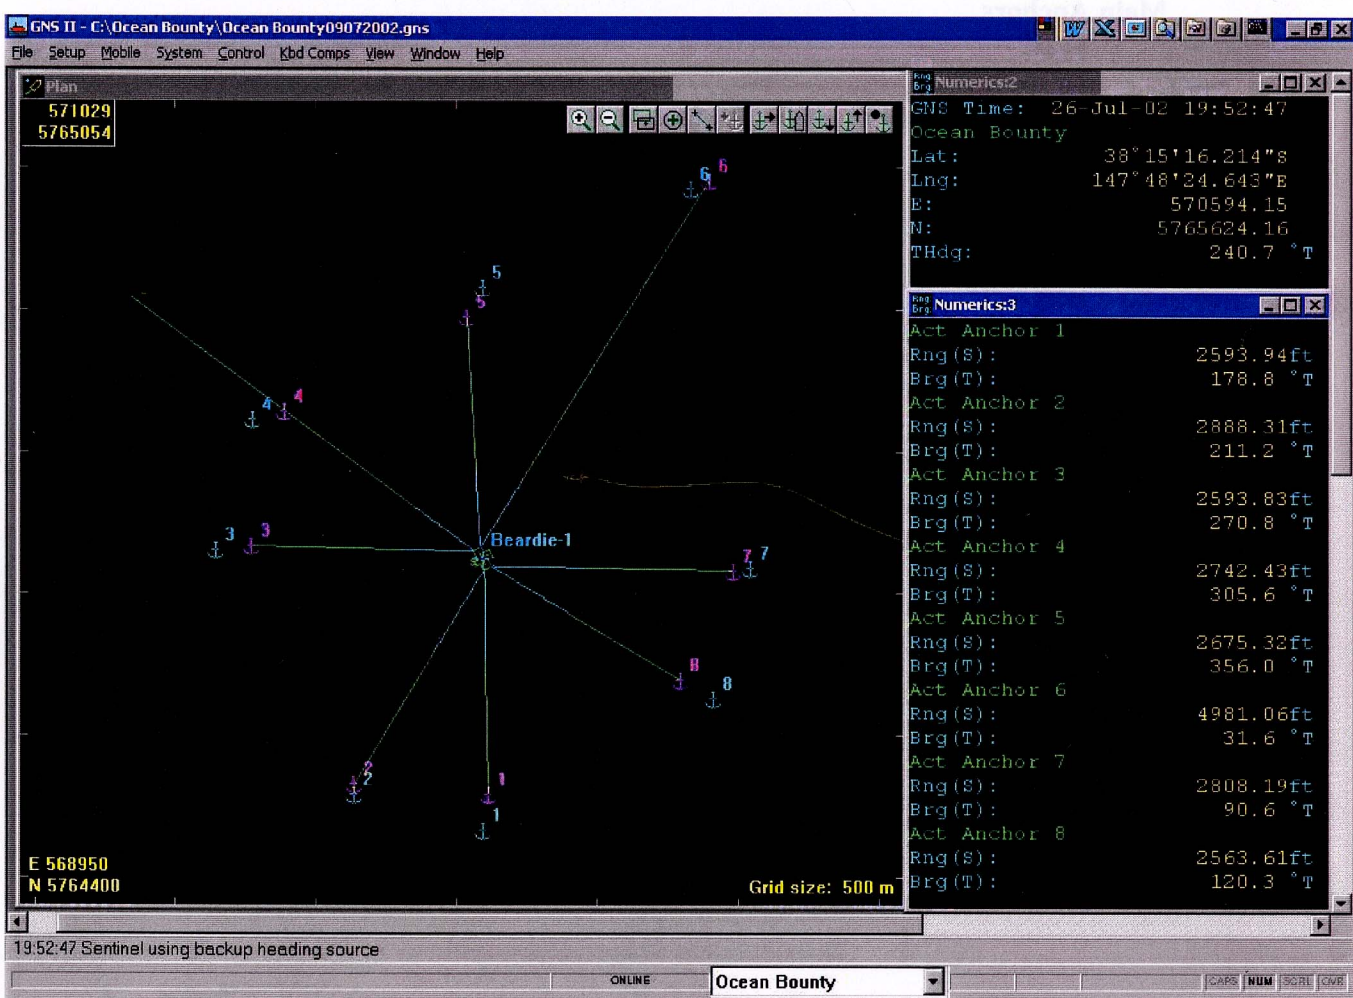 GNS II - C:\Ocean Bounty\Ocean Bounty09072002.gns
File Setup Mobile System Control Kbd Comps View Window Help
Plan
571029
5765054
6 6
5
5
4 4
3 3
Beardie-1
7 7
8
8
2
2
1
1
E 568950
N 5764400
Grid size: 500 m
Rng
Brg
Numerics:2
GNS Time: 26-Jul-02 19:52:47
Ocean Bounty
Lat: 38°15'16.214"S
Lng: 147°48'24.643"E
E: 570594.15
N: 5765624.16
THdg: 240.7 °T
Rng
Brg
Numerics:3
Act Anchor 1
Rng(S): 2593.94ft
Brg(T): 178.8 °T
Act Anchor 2
Rng(S): 2888.31ft
Brg(T): 211.2 °T
Act Anchor 3
Rng(S): 2593.83ft
Brg(T): 270.8 °T
Act Anchor 4
Rng(S): 2742.43ft
Brg(T): 305.6 °T
Act Anchor 5
Rng(S): 2675.32ft
Brg(T): 356.0 °T
Act Anchor 6
Rng(S): 4981.06ft
Brg(T): 31.6 °T
Act Anchor 7
Rng(S): 2808.19ft
Brg(T): 90.6 °T
Act Anchor 8
Rng(S): 2563.61ft
Brg(T): 120.3 °T
19:52:47 Sentinel using backup heading source
ONLINE
Ocean Bounty
CAPS NUM SCRL OVR